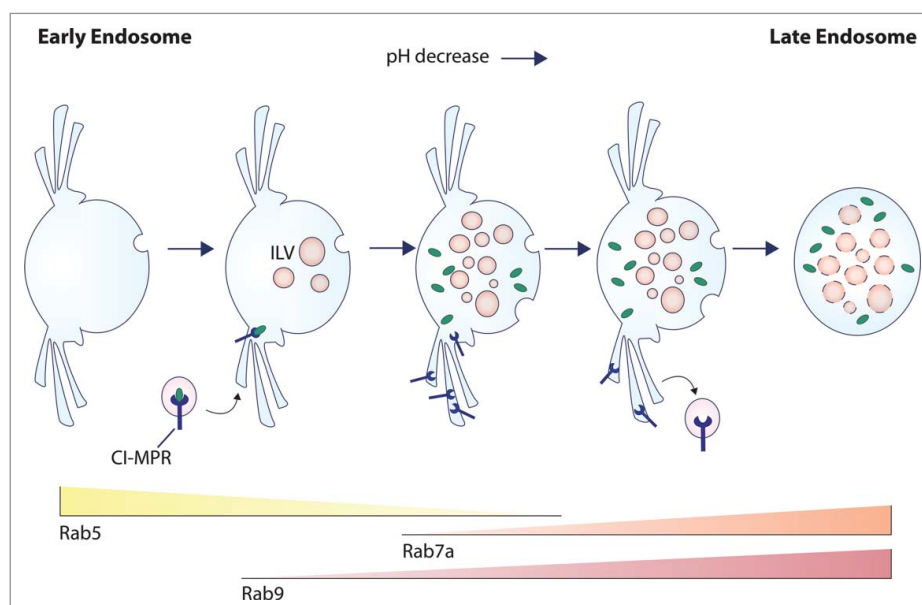 Early Endosome
Late Endosome
pH decrease
ILV
CI-MPR
Rab5
Rab7a
Rab9